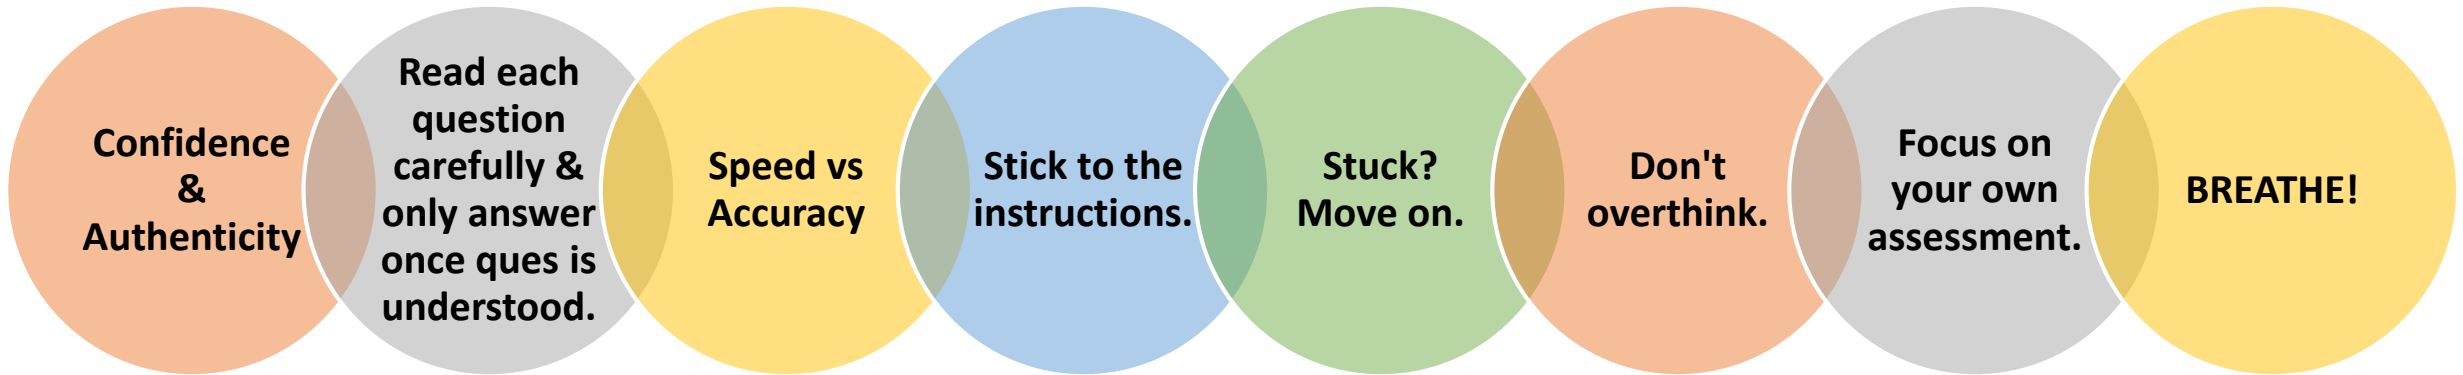 Confidence
&
Authenticity
Read each
question
carefully &
only answer
once ques is
understood.
Speed vs
Accuracy
Stick to the
instructions.
Stuck?
Move on.
Don't
overthink.
Focus on
your own
assessment.
BREATHE!